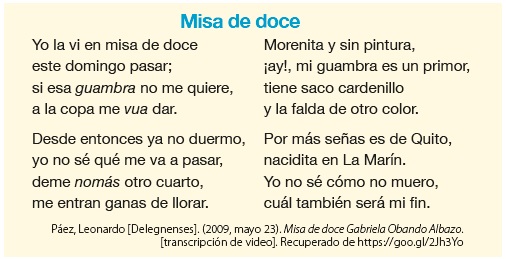 Misa de doce
Yo la vi en misa de doce
este domingo pasar;
si esa guambra no me quiere,
a la copa me vua dar.
Desde entonces ya no duermo,
yo no sé qué me va a pasar,
deme nomás otro cuarto,
me entran ganas de llorar.
Morenita y sin pintura,
¡ay!, mi guambra es un primor,
tiene saco cardenillo
y la falda de otro color.
Por más señas es de Quito,
nacidita en La Marín.
Yo no sé cómo no muero,
cuál también será mi fin.
Páez, Leonardo [Delegnenses]. (2009, mayo 23). Misa de doce Gabriela Obando Albazo.
[transcripción de video]. Recuperado de https://goo.gl/2Jh3Yo